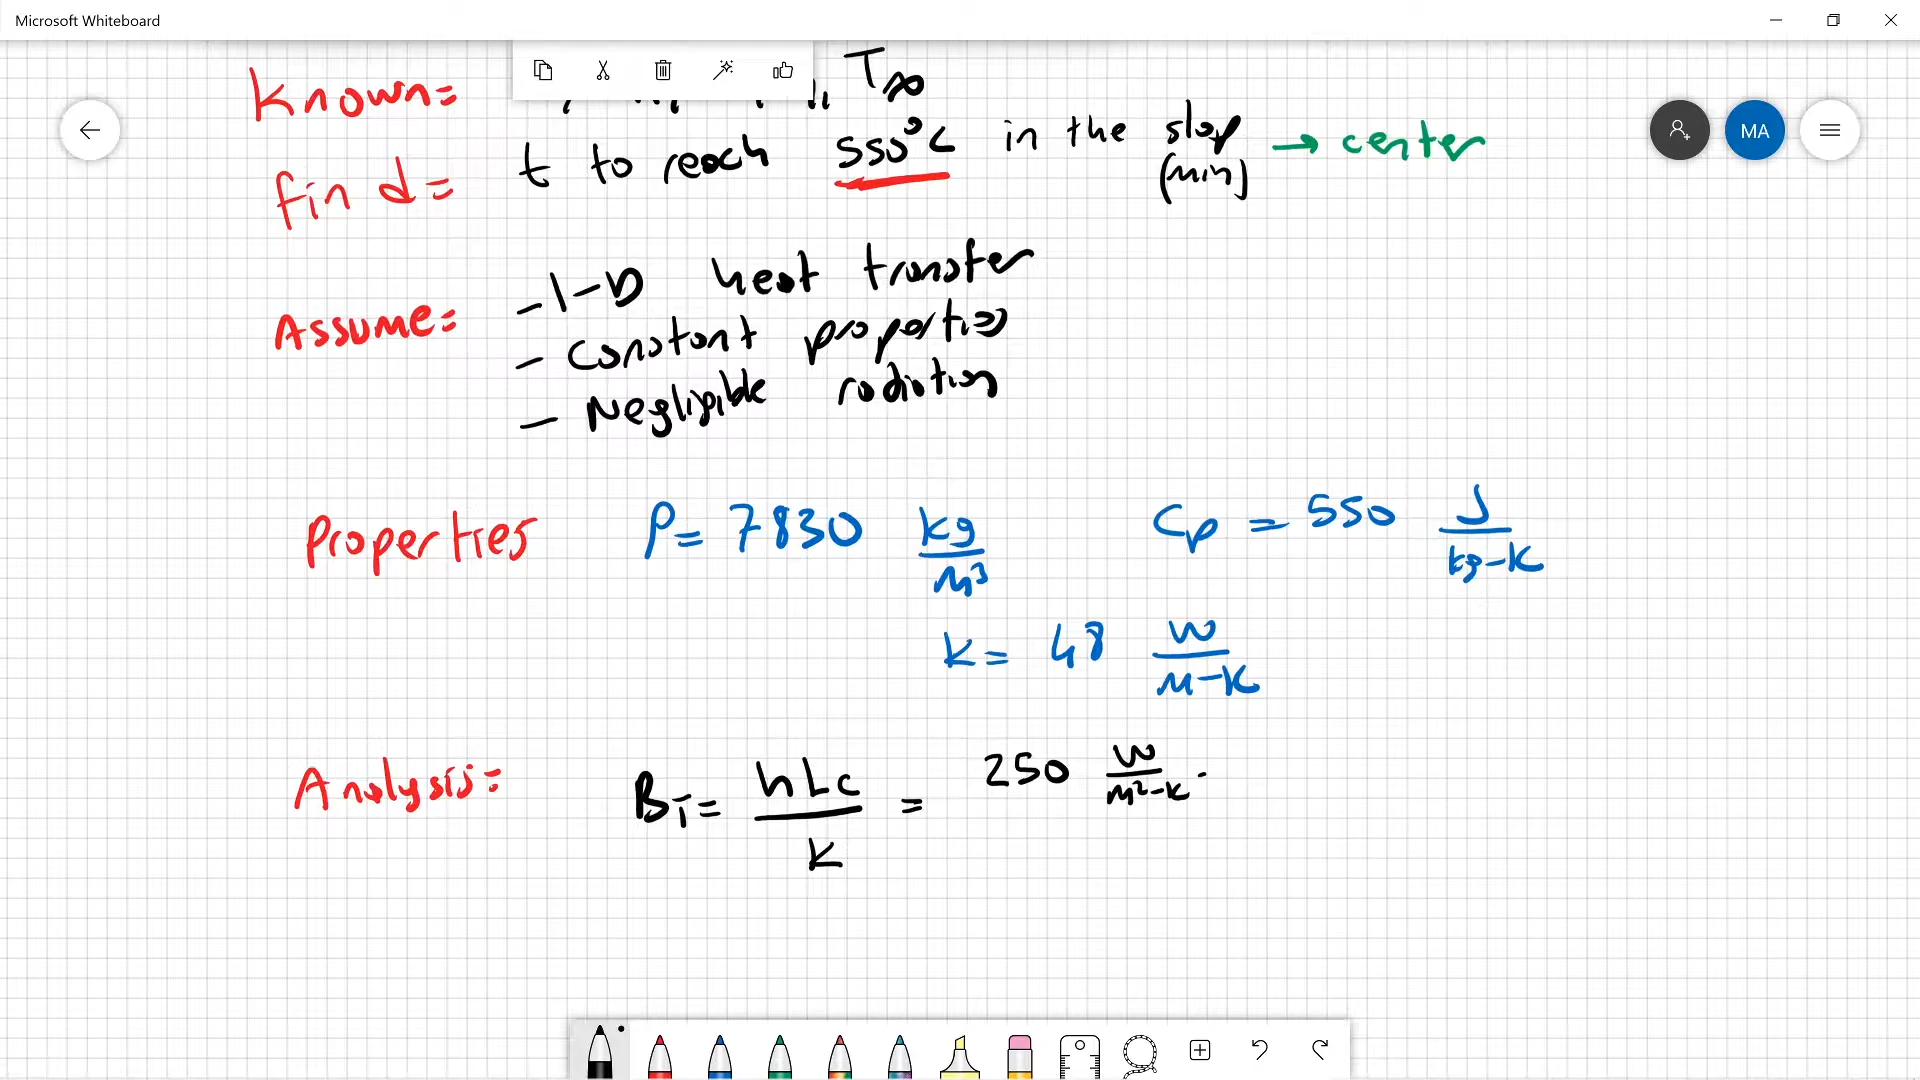 Microsoft Whiteboard
Known= T∞
MA
find= t to reach 550°C in the slap → center
(min)
Assume= - 1-D heat transfer
- Constant properties
- Negligible radiation
Properties ρ= 7830 kg/m³ Cp = 550 J/kg-K
k= 48 W/m-K
Analysis= Bi= hLc/k = 250 W/m²-K ·